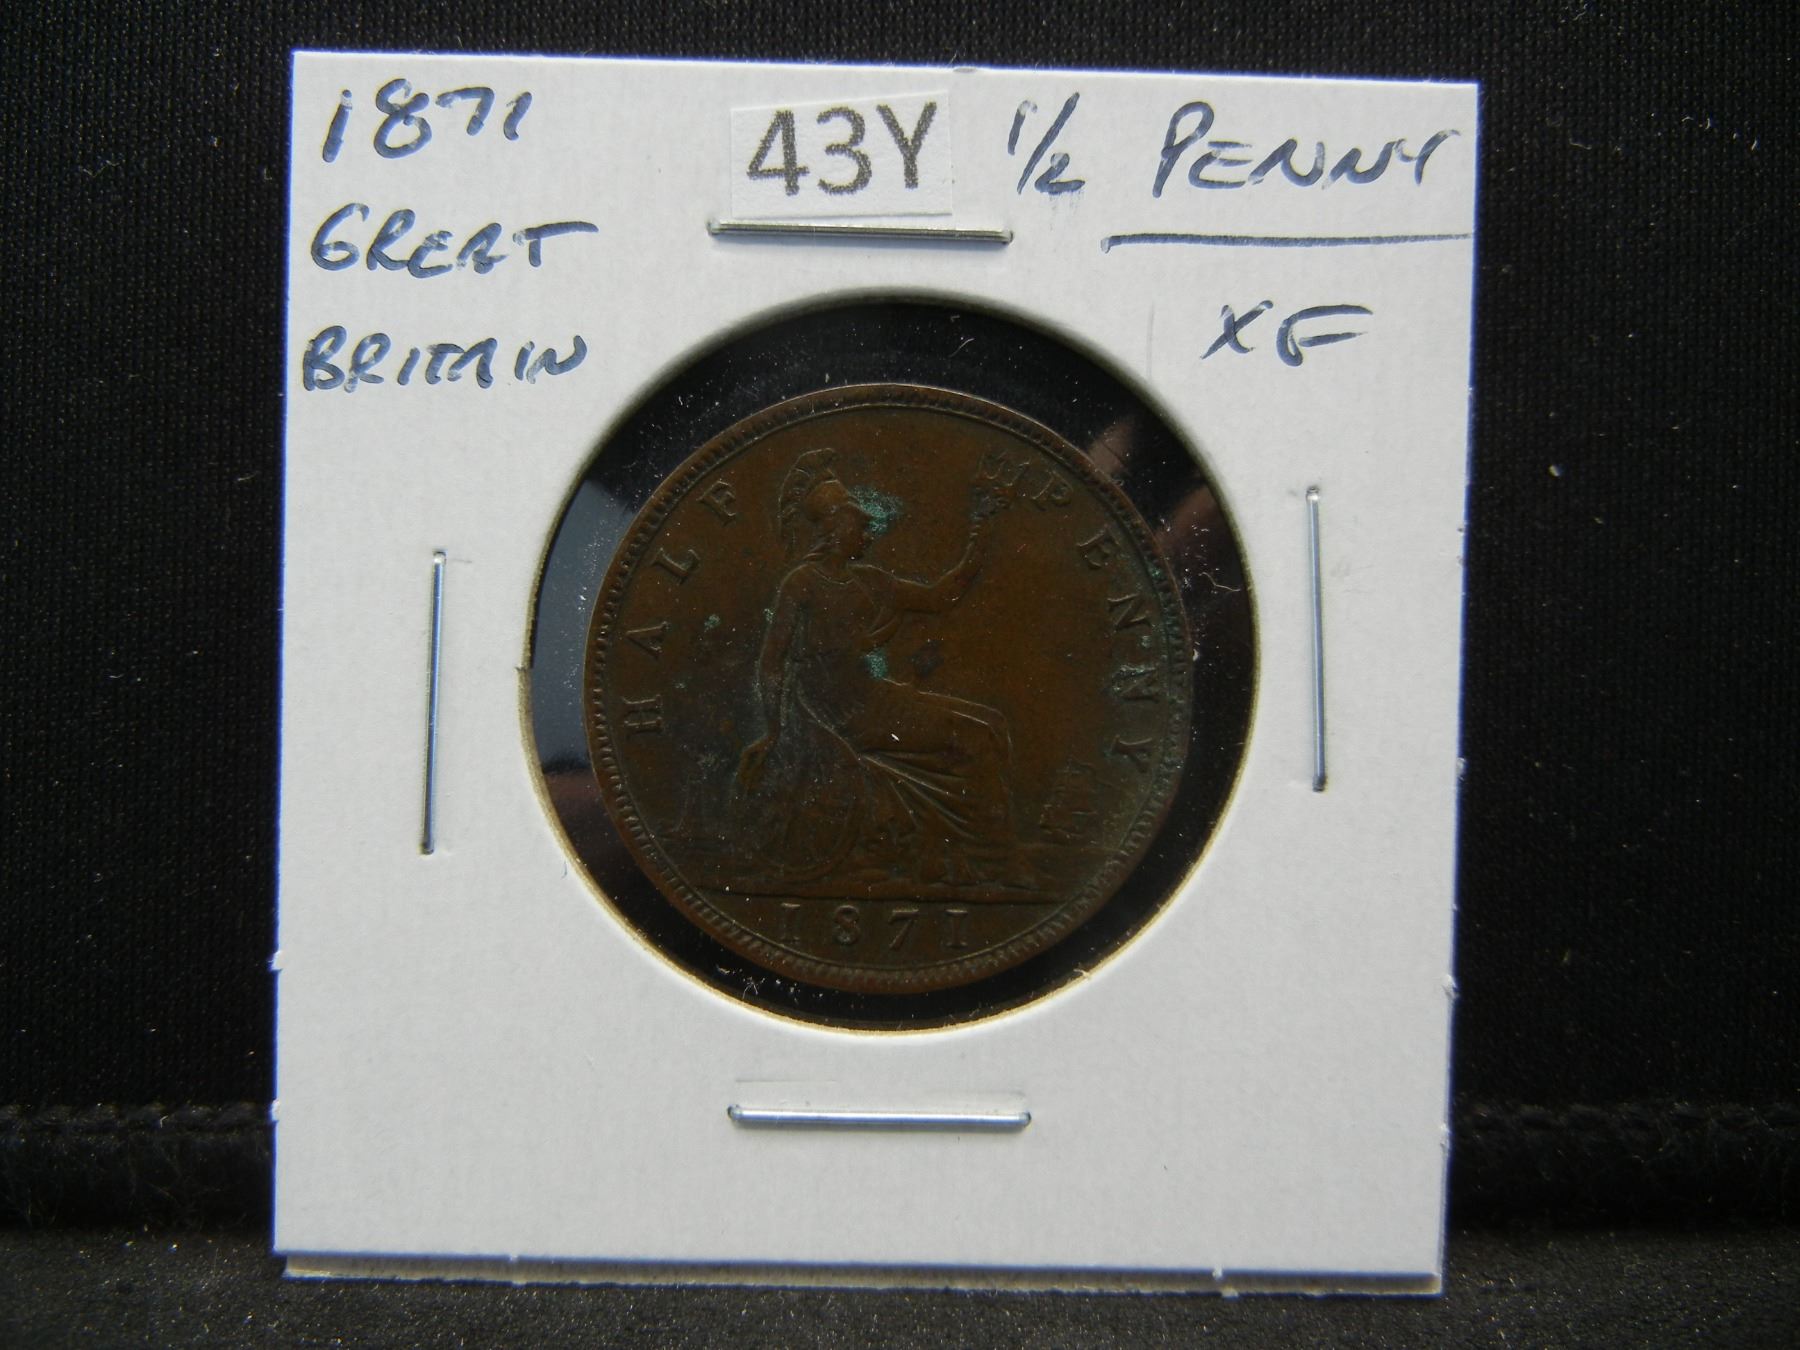 1871
GREAT
BRITAIN
43Y
1/2 PENNY
XF
HALF PENNY
1871